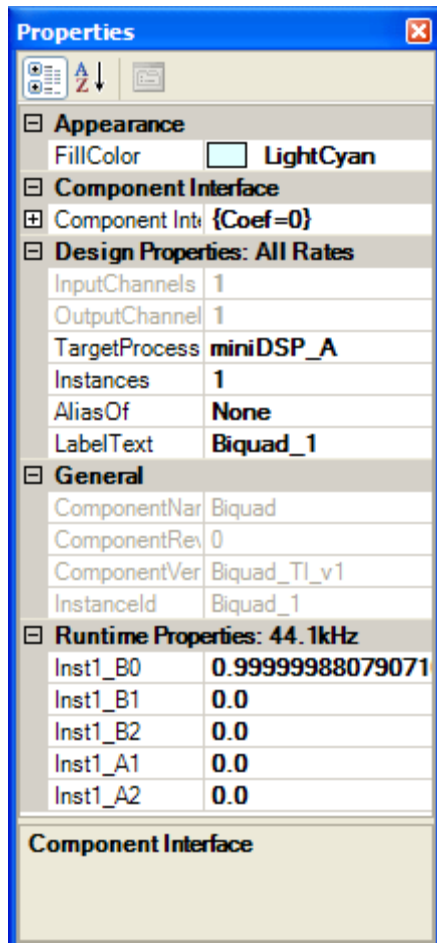 Properties
Appearance
FillColor LightCyan
Component Interface
Component Inte {Coef=0}
Design Properties: All Rates
InputChannels 1
OutputChannel 1
TargetProcess miniDSP_A
Instances 1
AliasOf None
LabelText Biquad_1
General
ComponentNar Biquad
ComponentRev 0
ComponentVer Biquad_TI_v1
InstanceId Biquad_1
Runtime Properties: 44.1kHz
Inst1_B0 0.99999988079071
Inst1_B1 0.0
Inst1_B2 0.0
Inst1_A1 0.0
Inst1_A2 0.0
Component Interface